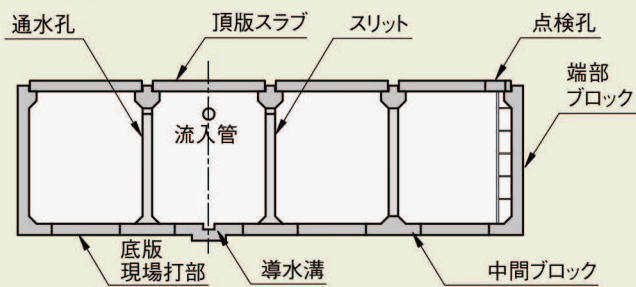 通水孔
頂版スラブ
スリット
点検孔
端部
ブロック
流入管
底版
現場打部
導水溝
中間ブロック